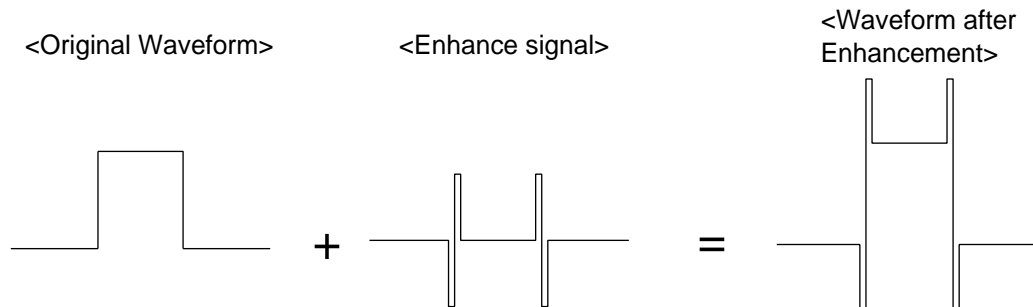 <Original Waveform>
<Enhance signal>
<Waveform after
Enhancement>
+
=